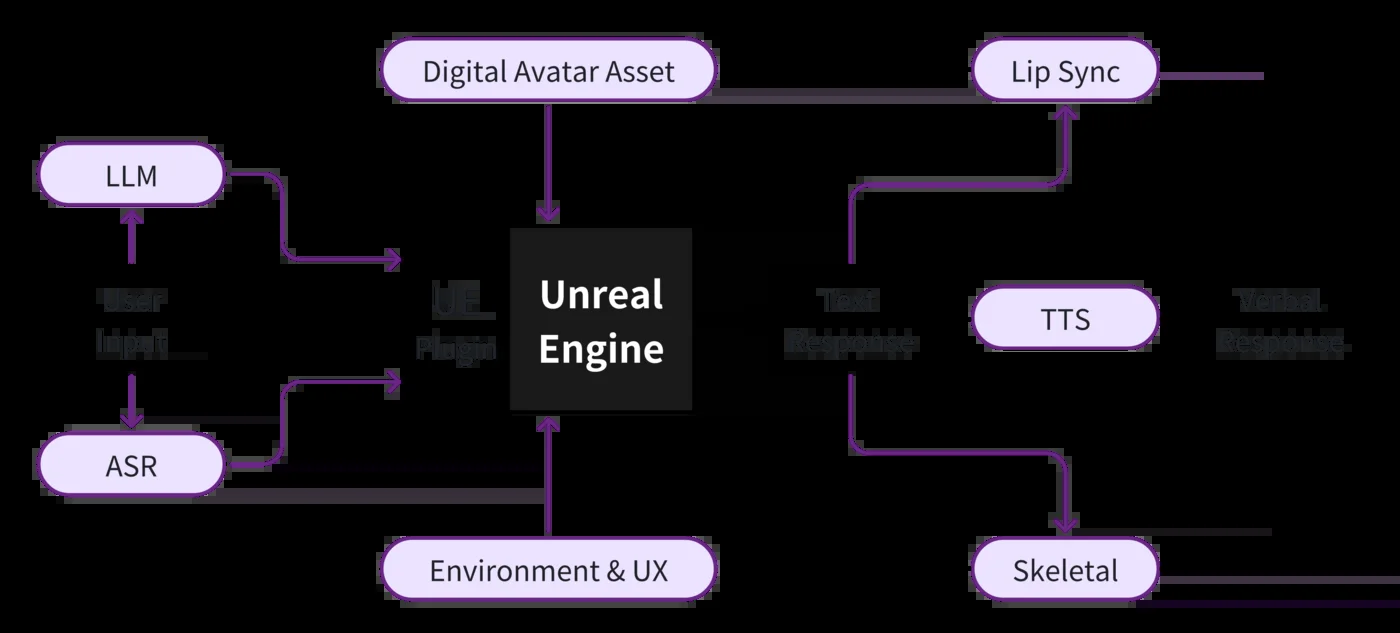 Digital Avatar Asset
Lip Sync
LLM
User
Input
UE
Plugin
Unreal
Engine
Text
Response
TTS
Verbal
Response
ASR
Environment & UX
Skeletal